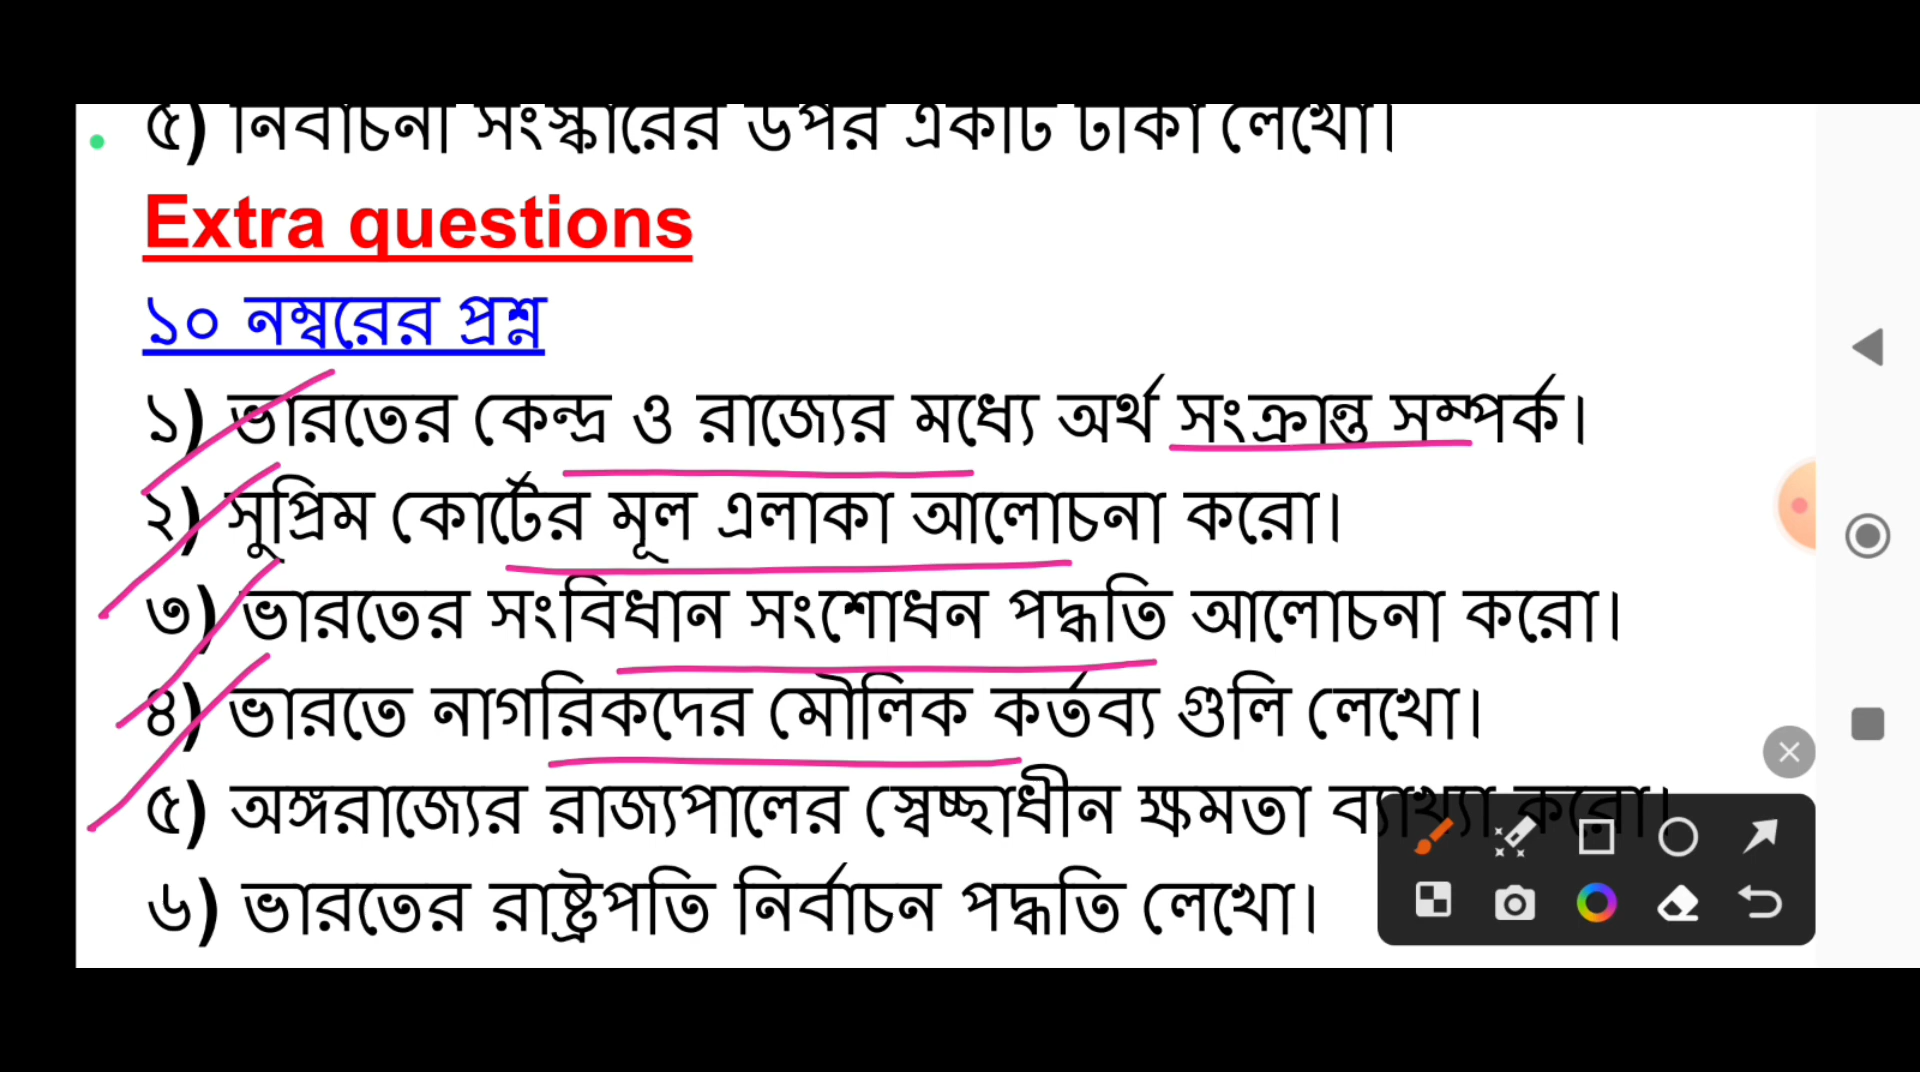 ৫) নির্বাচনী সংস্কারের উপর একটি টীকা লেখো।
Extra questions
১০ নম্বরের প্রশ্ন
১) ভারতের কেন্দ্র ও রাজ্যের মধ্যে অর্থ সংক্রান্ত সম্পর্ক।
২) সুপ্রিম কোর্টের মূল এলাকা আলোচনা করো।
৩) ভারতের সংবিধান সংশোধন পদ্ধতি আলোচনা করো।
৪) ভারতে নাগরিকদের মৌলিক কর্তব্য গুলি লেখো।
৫) অঙ্গরাজ্যের রাজ্যপালের স্বেচ্ছাধীন ক্ষমতা ব্যাখ্যা করো।
৬) ভারতের রাষ্ট্রপতি নির্বাচন পদ্ধতি লেখো।